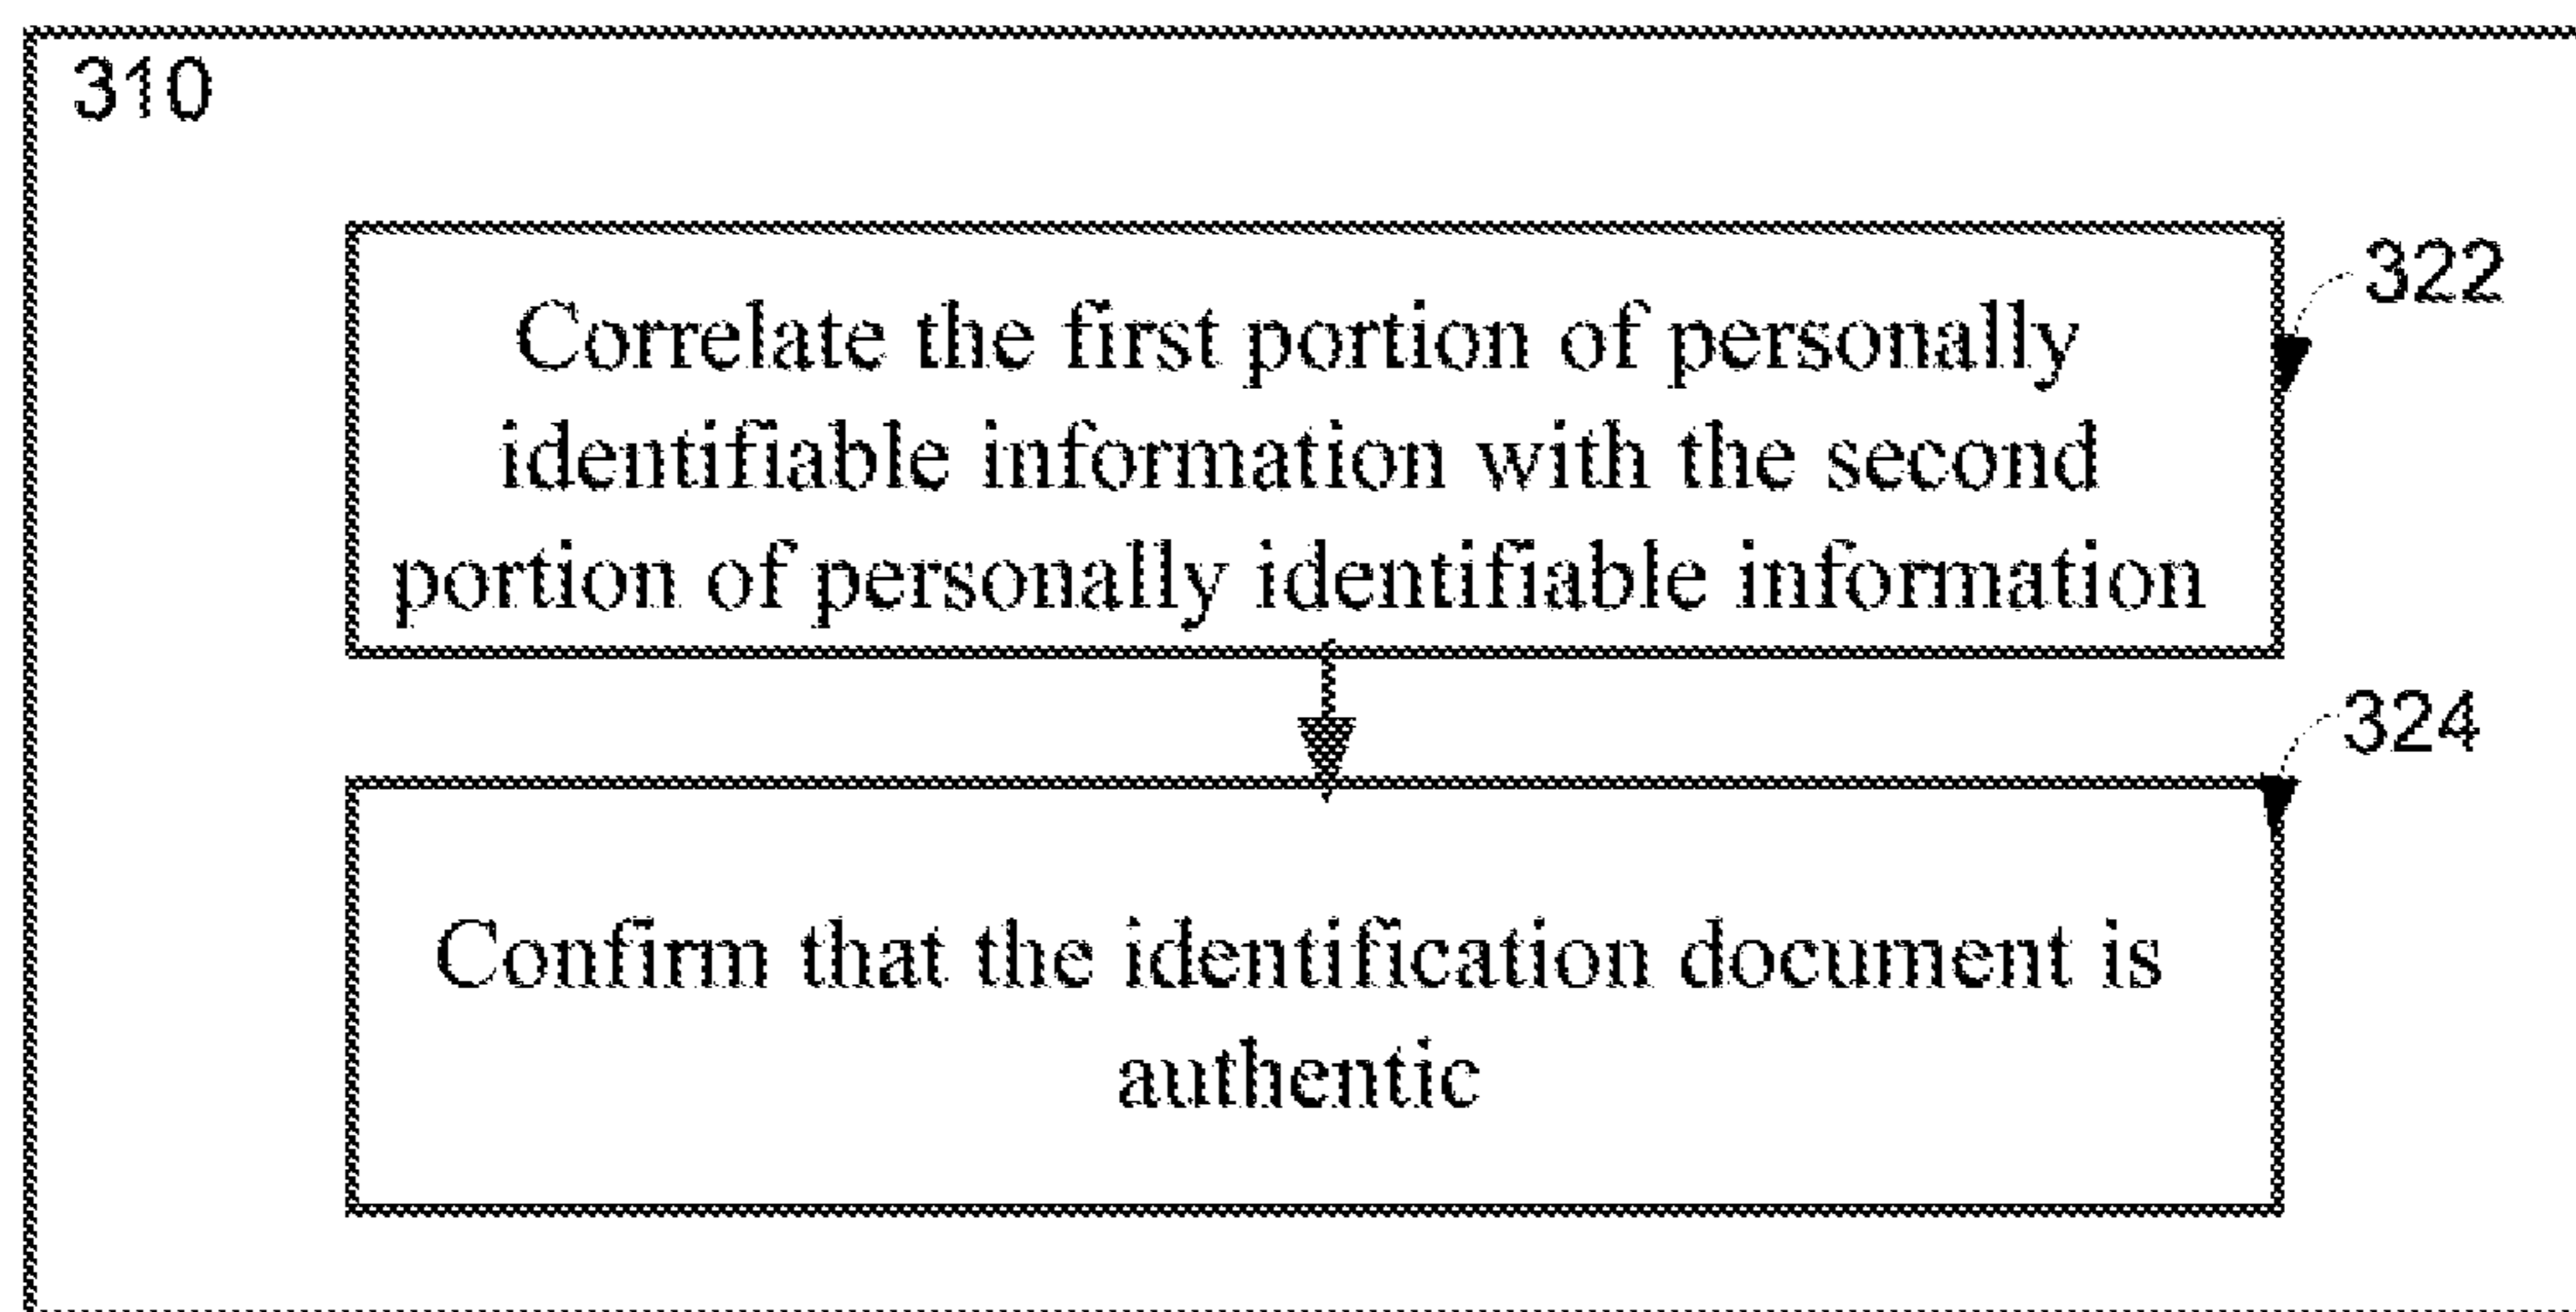 310
Correlate the first portion of personally
identifiable information with the second
portion of personally identifiable information
322
324
Confirm that the identification document is
authentic